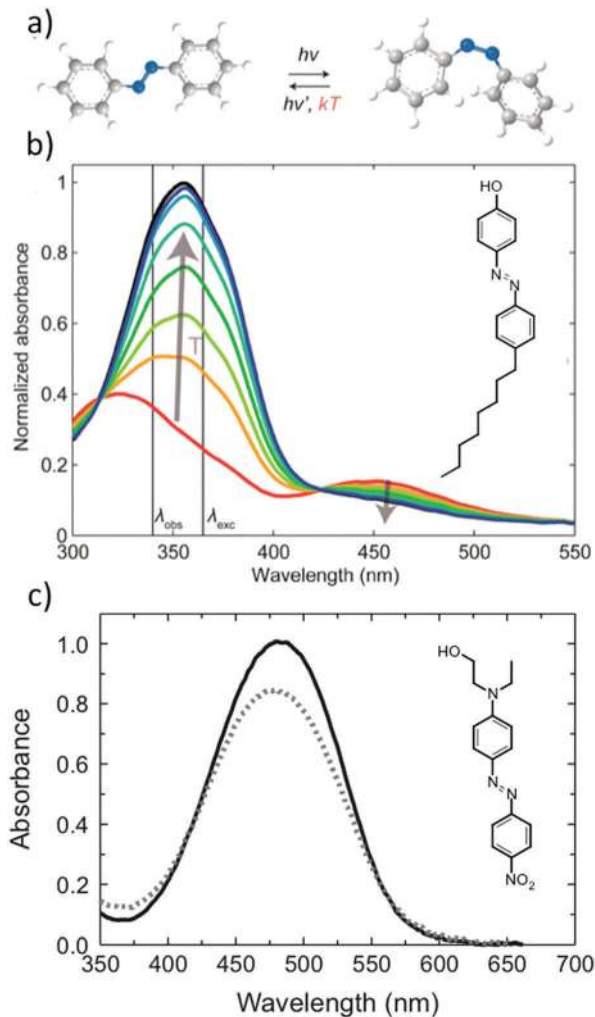 a)
hν
hν', kT
b)
Normalized absorbance
1
0.8
0.6
0.4
0.2
0
T
λobs
λexc
HO
N
N
300
350
400
450
500
550
Wavelength (nm)
c)
Absorbance
1.0
0.8
0.6
0.4
0.2
0.0
HO
N
N
N
NO2
350
400
450
500
550
600
650
700
Wavelength (nm)